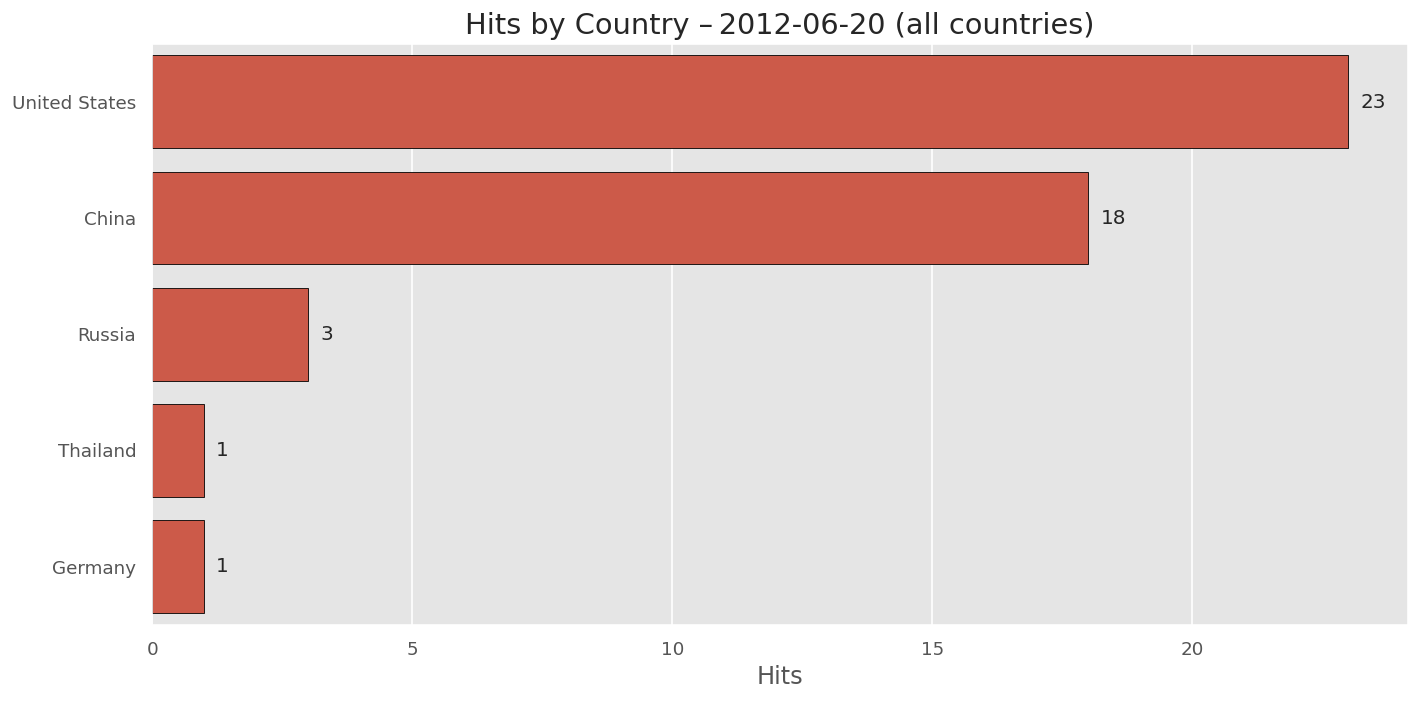 Hits by Country – 2012-06-20 (all countries)
United States
23
China
18
Russia
3
Thailand
1
Germany
1
0 5 10 15 20
Hits